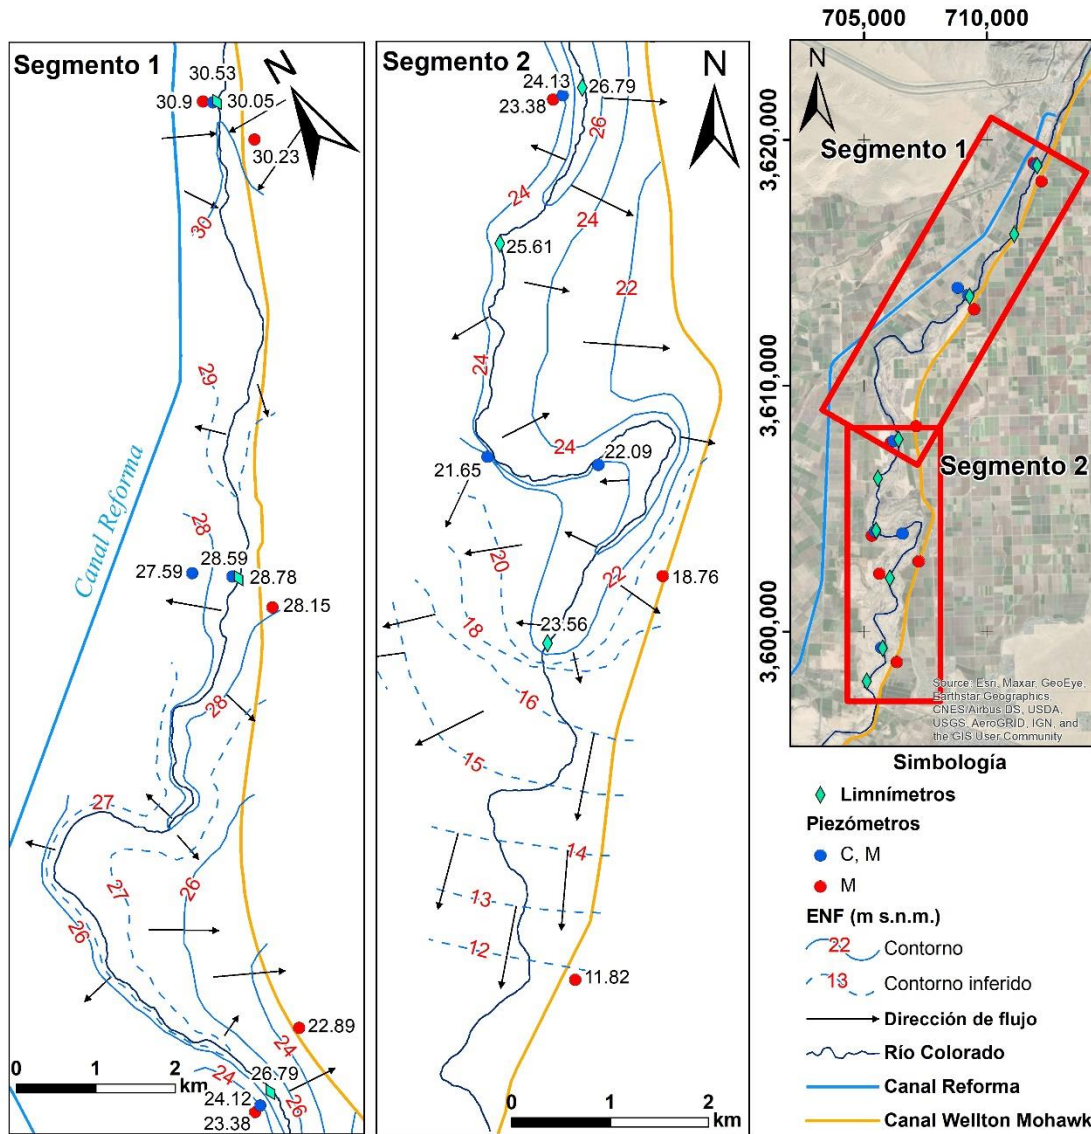 Segmento 1
N
30.53
30.9
30.05
30.23
30
29
28
28.59
27.59
28.78
28.15
28
27
27
26
26
22.89
24
26.79
24
26
24.12
23.38
Canal Reforma
0 1 2
km
Segmento 2
N
24.13
26.79
23.38
26
24
24
25.61
22
24
24
22.09
21.65
20
22
18.76
18
23.56
16
15
14
13
12
11.82
0 1 2
km
705,000 710,000
3,620,000
3,610,000
3,600,000
N
Segmento 1
Segmento 2
Source: Esri, Maxar, GeoEye,
Earthstar Geographics,
CNES/Airbus DS, USDA,
USGS, AeroGRID, IGN, and
the GIS User Community
Simbología
Limnímetros
Piezómetros
C, M
M
ENF (m s.n.m.)
22 Contorno
13 Contorno inferido
Dirección de flujo
Río Colorado
Canal Reforma
Canal Wellton Mohawk